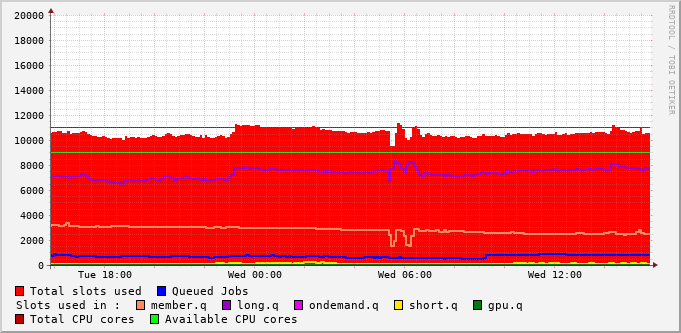 RRDTOOL / TOBI OETIKER
20000
18000
16000
14000
12000
10000
8000
6000
4000
2000
0
Tue 18:00 Wed 00:00 Wed 06:00 Wed 12:00
Total slots used Queued Jobs
Slots used in : member.q long.q ondemand.q short.q gpu.q
Total CPU cores Available CPU cores